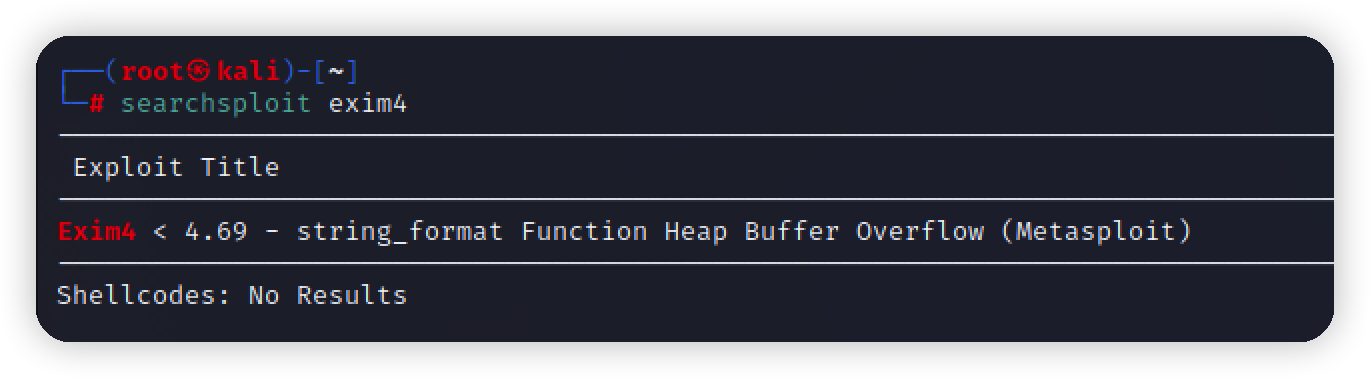 ┌──(root㉿kali)-[~]
└─# searchsploit exim4
Exploit Title
Exim4 < 4.69 - string_format Function Heap Buffer Overflow (Metasploit)
Shellcodes: No Results